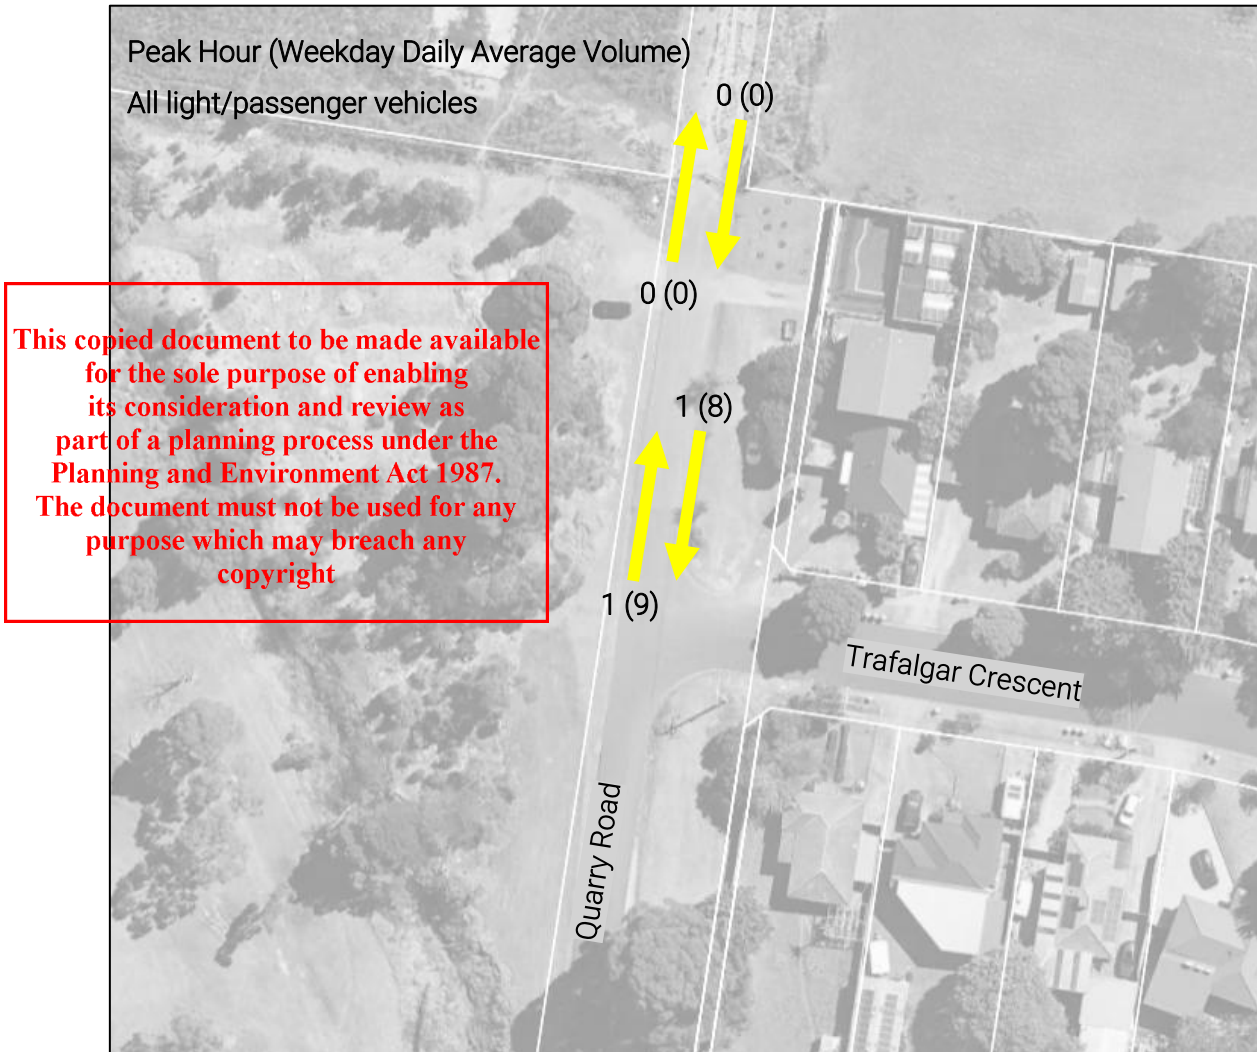 Peak Hour (Weekday Daily Average Volume)
All light/passenger vehicles
0 (0)
0 (0)
This copied document to be made available
for the sole purpose of enabling
its consideration and review as
part of a planning process under the
Planning and Environment Act 1987.
The document must not be used for any
purpose which may breach any
copyright
1 (8)
1 (9)
Trafalgar Crescent
Quarry Road